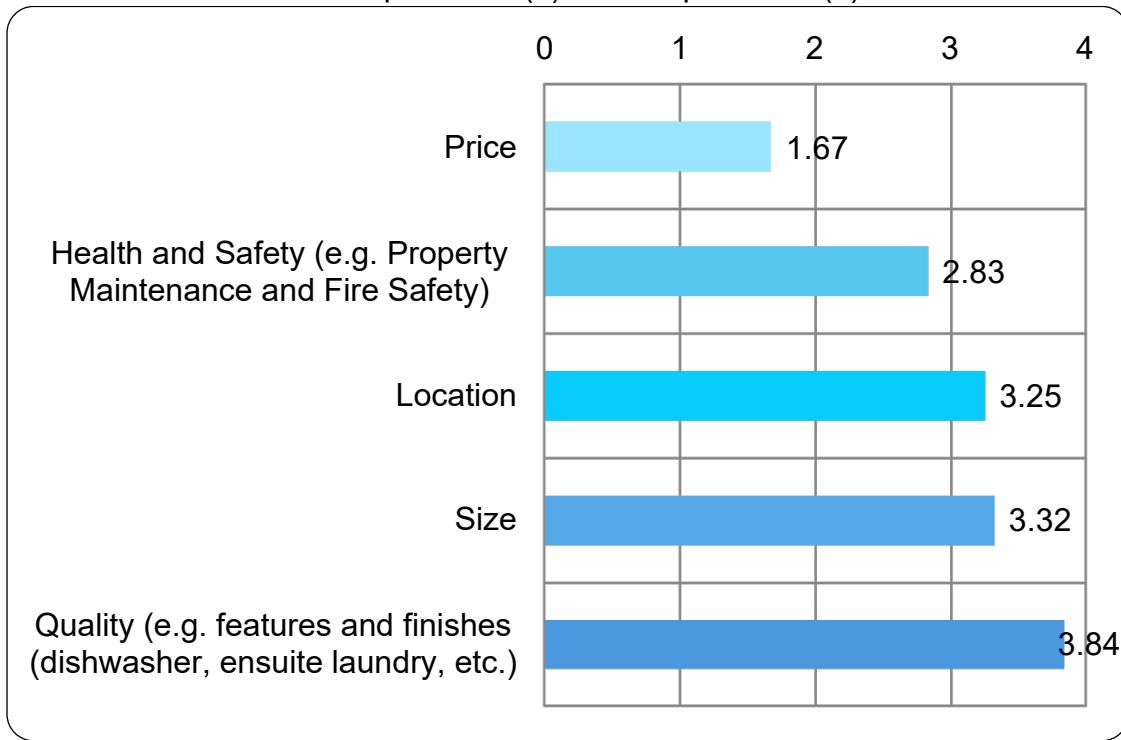 0 1 2 3 4
Price 1.67
Health and Safety (e.g. Property
Maintenance and Fire Safety) 2.83
Location 3.25
Size 3.32
Quality (e.g. features and finishes
(dishwasher, ensuite laundry, etc.) 3.84